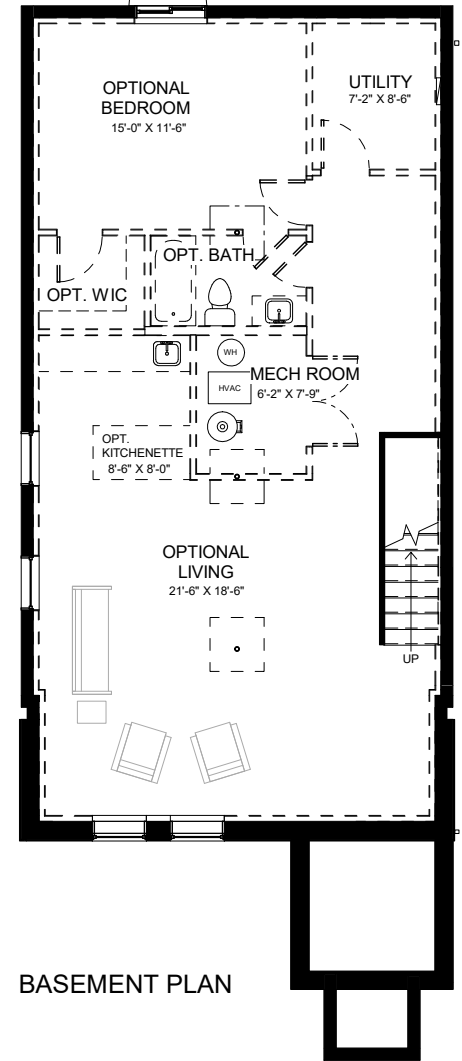 OPTIONAL
BEDROOM
15'-0" X 11'-6"
UTILITY
7'-2" X 8'-6"
OPT. BATH
OPT. WIC
WH
HVAC
MECH ROOM
6'-2" X 7'-9"
OPT.
KITCHENETTE
8'-6" X 8'-0"
OPTIONAL
LIVING
21'-6" X 18'-6"
UP
BASEMENT PLAN